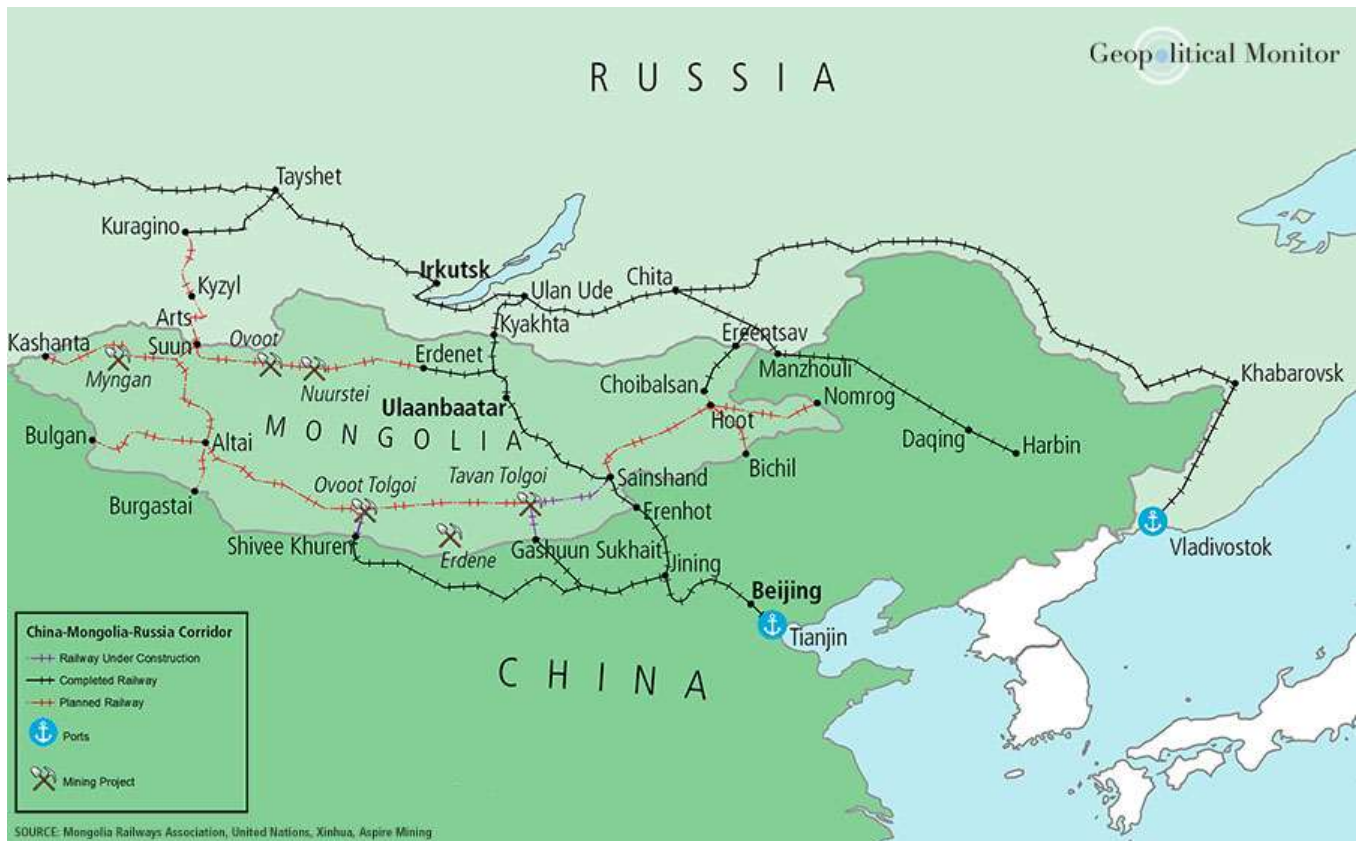 Geopolitical Monitor
RUSSIA
Tayshet
Kuragino
Irkutsk
Chita
Kyzyl
Ulan Ude
Arts
Suun
Kyakhta
Ereentsav
Kashanta
Ovoot
Erdenet
Manzhouli
Myngan
Nuurstei
Choibalsan
Khabarovsk
Nomrog
Ulaanbaatar
Hoot
MONGOLIA
Bulgan
Altai
Daqing
Harbin
Bichil
Tavan Tolgoi
Sainshand
Ovoot Tolgoi
Burgastai
Erenhot
Shivee Khuren
Erdene
Gashuun Sukhait
Vladivostok
Jining
Beijing
Tianjin
CHINA
China-Mongolia-Russia Corridor
Railway Under Construction
Completed Railway
Planned Railway
Ports
Mining Project
SOURCE: Mongolia Railways Association, United Nations, Xinhua, Aspire Mining